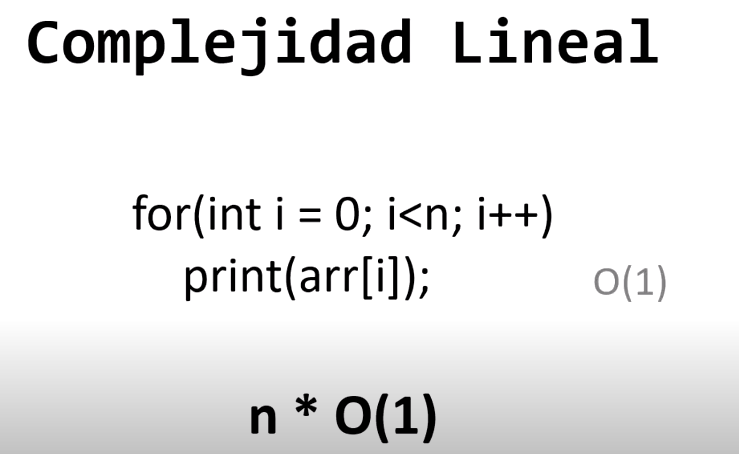 Complejidad Lineal
for(int i = 0; i<n; i++)
print(arr[i]); O(1)
n * O(1)